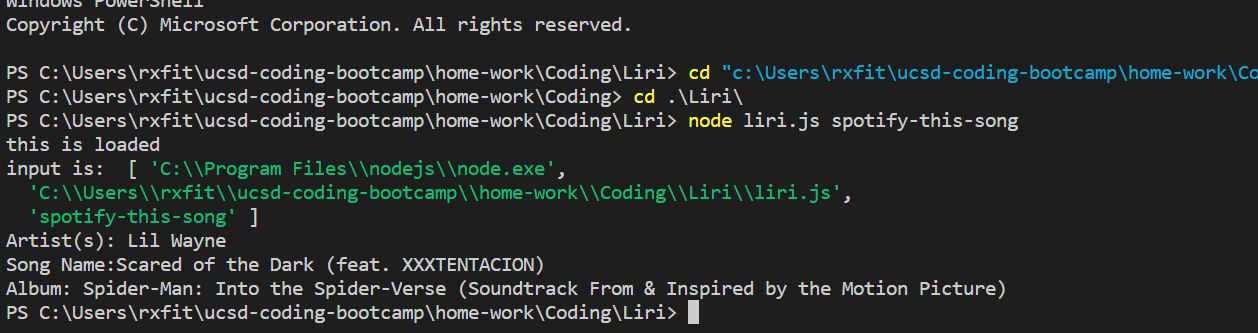 Windows PowerShell
Copyright (C) Microsoft Corporation. All rights reserved.
PS C:\Users\rxfit\ucsd-coding-bootcamp\home-work\Coding\Liri> cd "c:\Users\rxfit\ucsd-coding-bootcamp\home-work\Co
PS C:\Users\rxfit\ucsd-coding-bootcamp\home-work\Coding> cd .\Liri\
PS C:\Users\rxfit\ucsd-coding-bootcamp\home-work\Coding\Liri> node liri.js spotify-this-song
this is loaded
input is:  [ 'C:\\Program Files\\nodejs\\node.exe',
  'C:\\Users\\rxfit\\ucsd-coding-bootcamp\\home-work\\Coding\\Liri\\liri.js',
  'spotify-this-song' ]
Artist(s): Lil Wayne
Song Name:Scared of the Dark (feat. XXXTENTACION)
Album: Spider-Man: Into the Spider-Verse (Soundtrack From & Inspired by the Motion Picture)
PS C:\Users\rxfit\ucsd-coding-bootcamp\home-work\Coding\Liri>